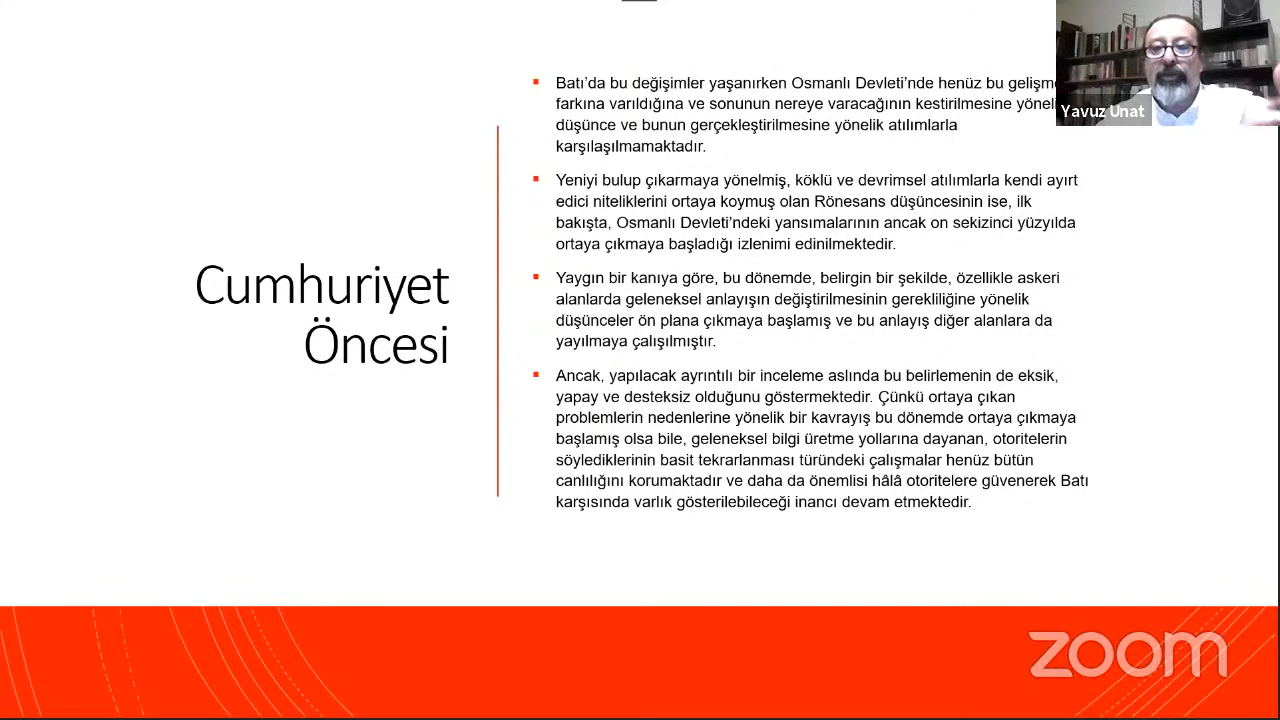 Cumhuriyet
Öncesi
Batı’da bu değişimler yaşanırken Osmanlı Devleti’nde henüz bu
farkına varıldığına ve sonunun nereye varacağının kestirilmesine
düşünce ve bunun gerçekleştirilmesine yönelik atılımlarla
karşılaşılmamaktadır.
Yeniyi bulup çıkarmaya yönelmiş, köklü ve devrimsel atılımlarla kendi ayırt
edici niteliklerini ortaya koymuş olan Rönesans düşüncesinin ise, ilk
bakışta, Osmanlı Devleti’ndeki yansımalarının ancak on sekizinci yüzyılda
ortaya çıkmaya başladığı izlenimi edinilmektedir.
Yaygın bir kanıya göre, bu dönemde, belirgin bir şekilde, özellikle askeri
alanlarda geleneksel anlayışın değiştirilmesinin gerekliliğine yönelik
düşünceler ön plana çıkmaya başlamış ve bu anlayış diğer alanlara da
yayılmaya çalışılmıştır.
Ancak, yapılacak ayrıntılı bir inceleme aslında bu belirlemenin de eksik,
yapay ve desteksiz olduğunu göstermektedir. Çünkü ortaya çıkan
problemlerin nedenlerine yönelik bir kavrayış bu dönemde ortaya çıkmaya
başlamış olsa bile, geleneksel bilgi üretme yollarına dayanan, otoritelerin
söylediklerinin basit tekrarlanması türündeki çalışmalar henüz bütün
canlılığını korumaktadır ve daha da önemlisi hâlâ otoritelere güvenerek Batı
karşısında varlık gösterilebileceği inancı devam etmektedir.
Yavuz Unat
zoom